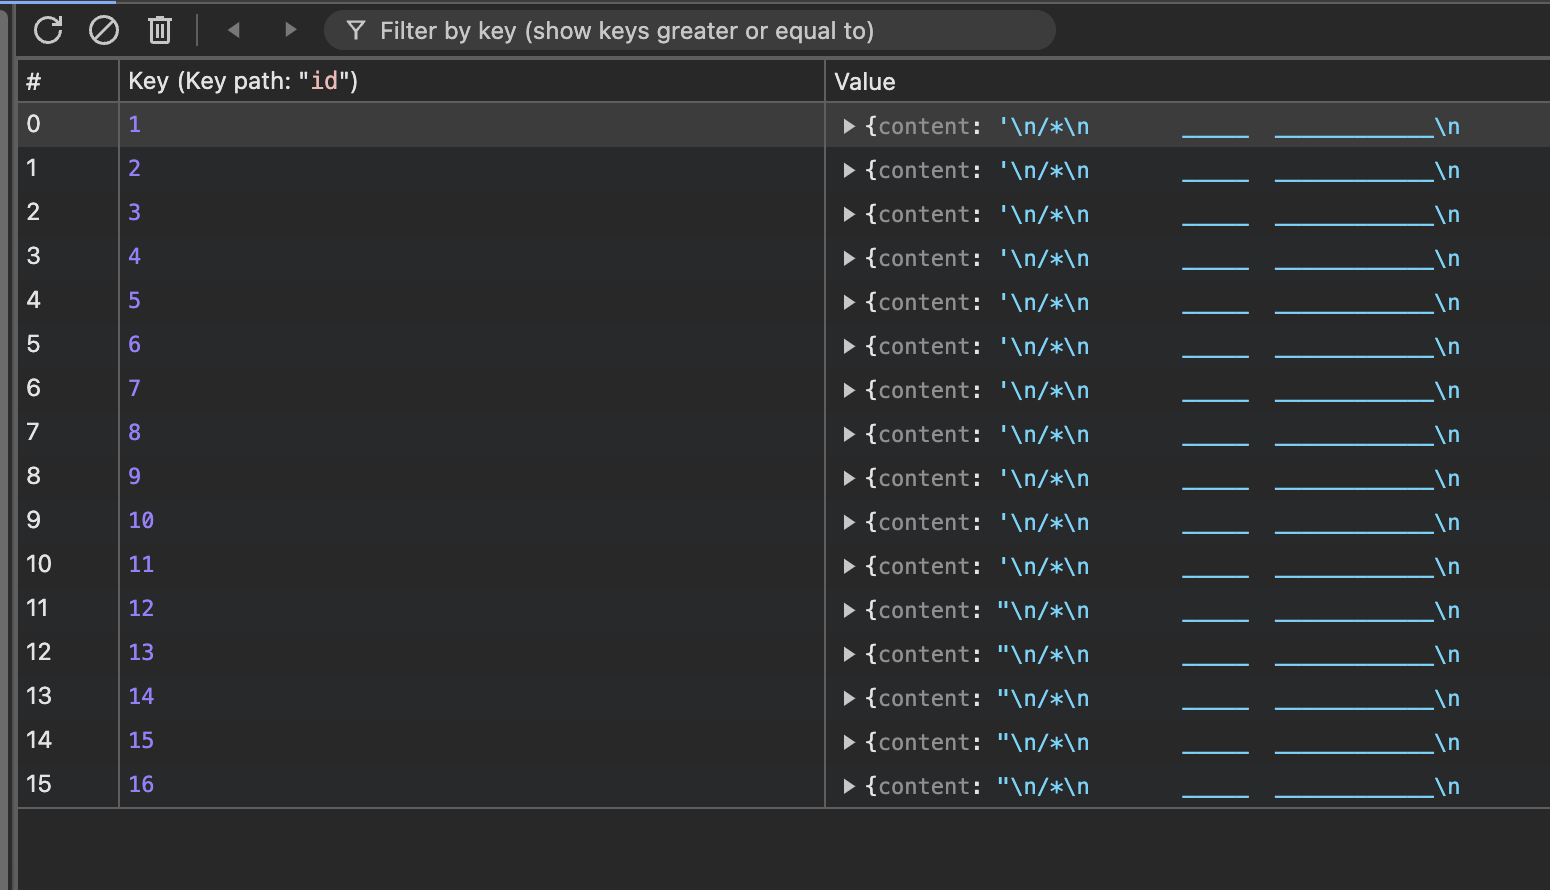 Filter by key (show keys greater or equal to)
# Key (Key path: "id") Value
0 1 {content: '\n/*\n       _____  ____________\n
1 2 {content: '\n/*\n       _____  ____________\n
2 3 {content: '\n/*\n       _____  ____________\n
3 4 {content: '\n/*\n       _____  ____________\n
4 5 {content: '\n/*\n       _____  ____________\n
5 6 {content: '\n/*\n       _____  ____________\n
6 7 {content: '\n/*\n       _____  ____________\n
7 8 {content: '\n/*\n       _____  ____________\n
8 9 {content: '\n/*\n       _____  ____________\n
9 10 {content: '\n/*\n       _____  ____________\n
10 11 {content: '\n/*\n       _____  ____________\n
11 12 {content: "\n/*\n       _____  ____________\n
12 13 {content: "\n/*\n       _____  ____________\n
13 14 {content: "\n/*\n       _____  ____________\n
14 15 {content: "\n/*\n       _____  ____________\n
15 16 {content: "\n/*\n       _____  ____________\n